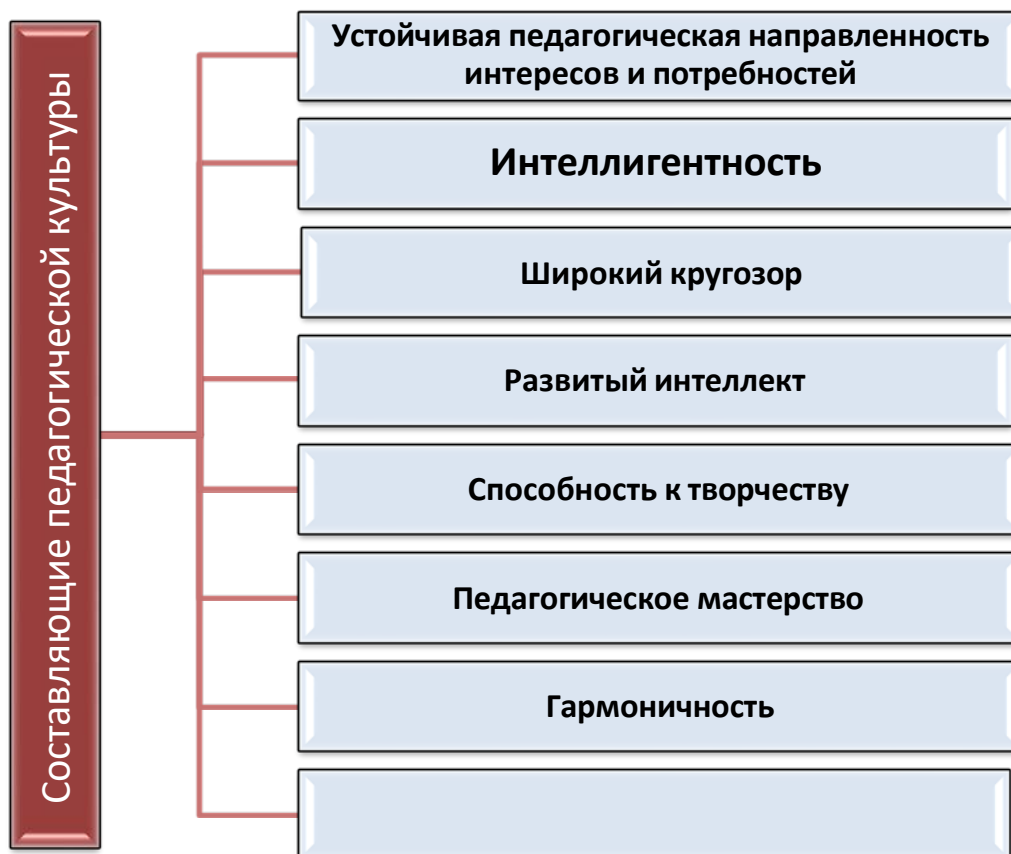 Составляющие педагогической культуры
Устойчивая педагогическая направленность
интересов и потребностей
Интеллигентность
Широкий кругозор
Развитый интеллект
Способность к творчеству
Педагогическое мастерство
Гармоничность